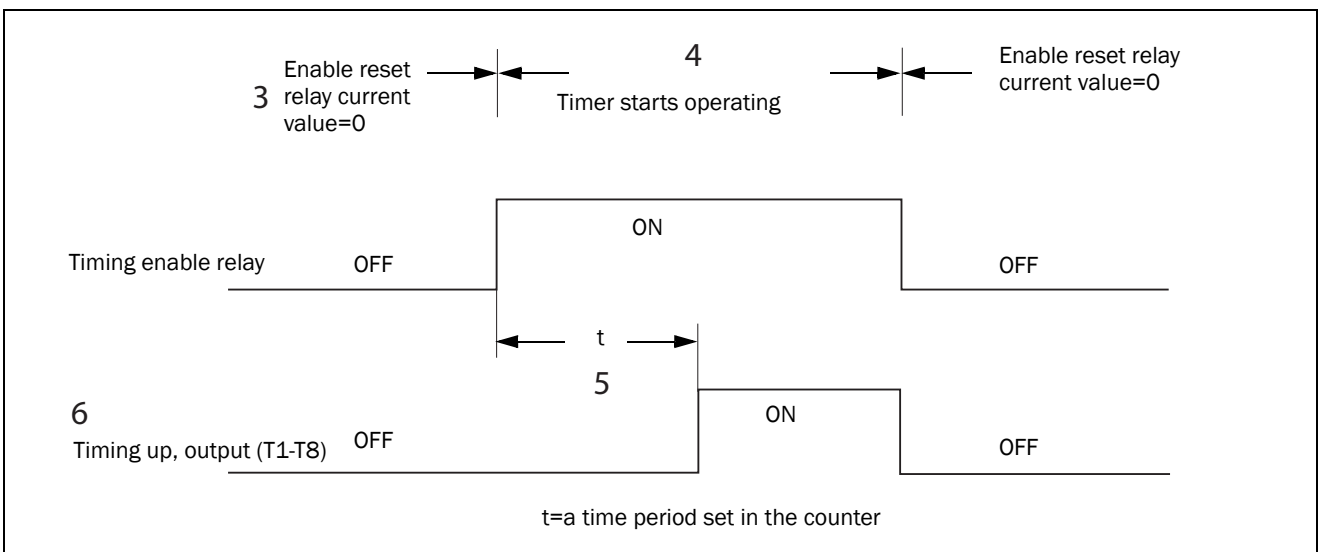 Enable reset
3 relay current
value=0
4
Timer starts operating
Enable reset relay
current value=0
ON
Timing enable relay OFF OFF
t
5
6
ON
Timing up, output (T1-T8) OFF OFF
t=a time period set in the counter